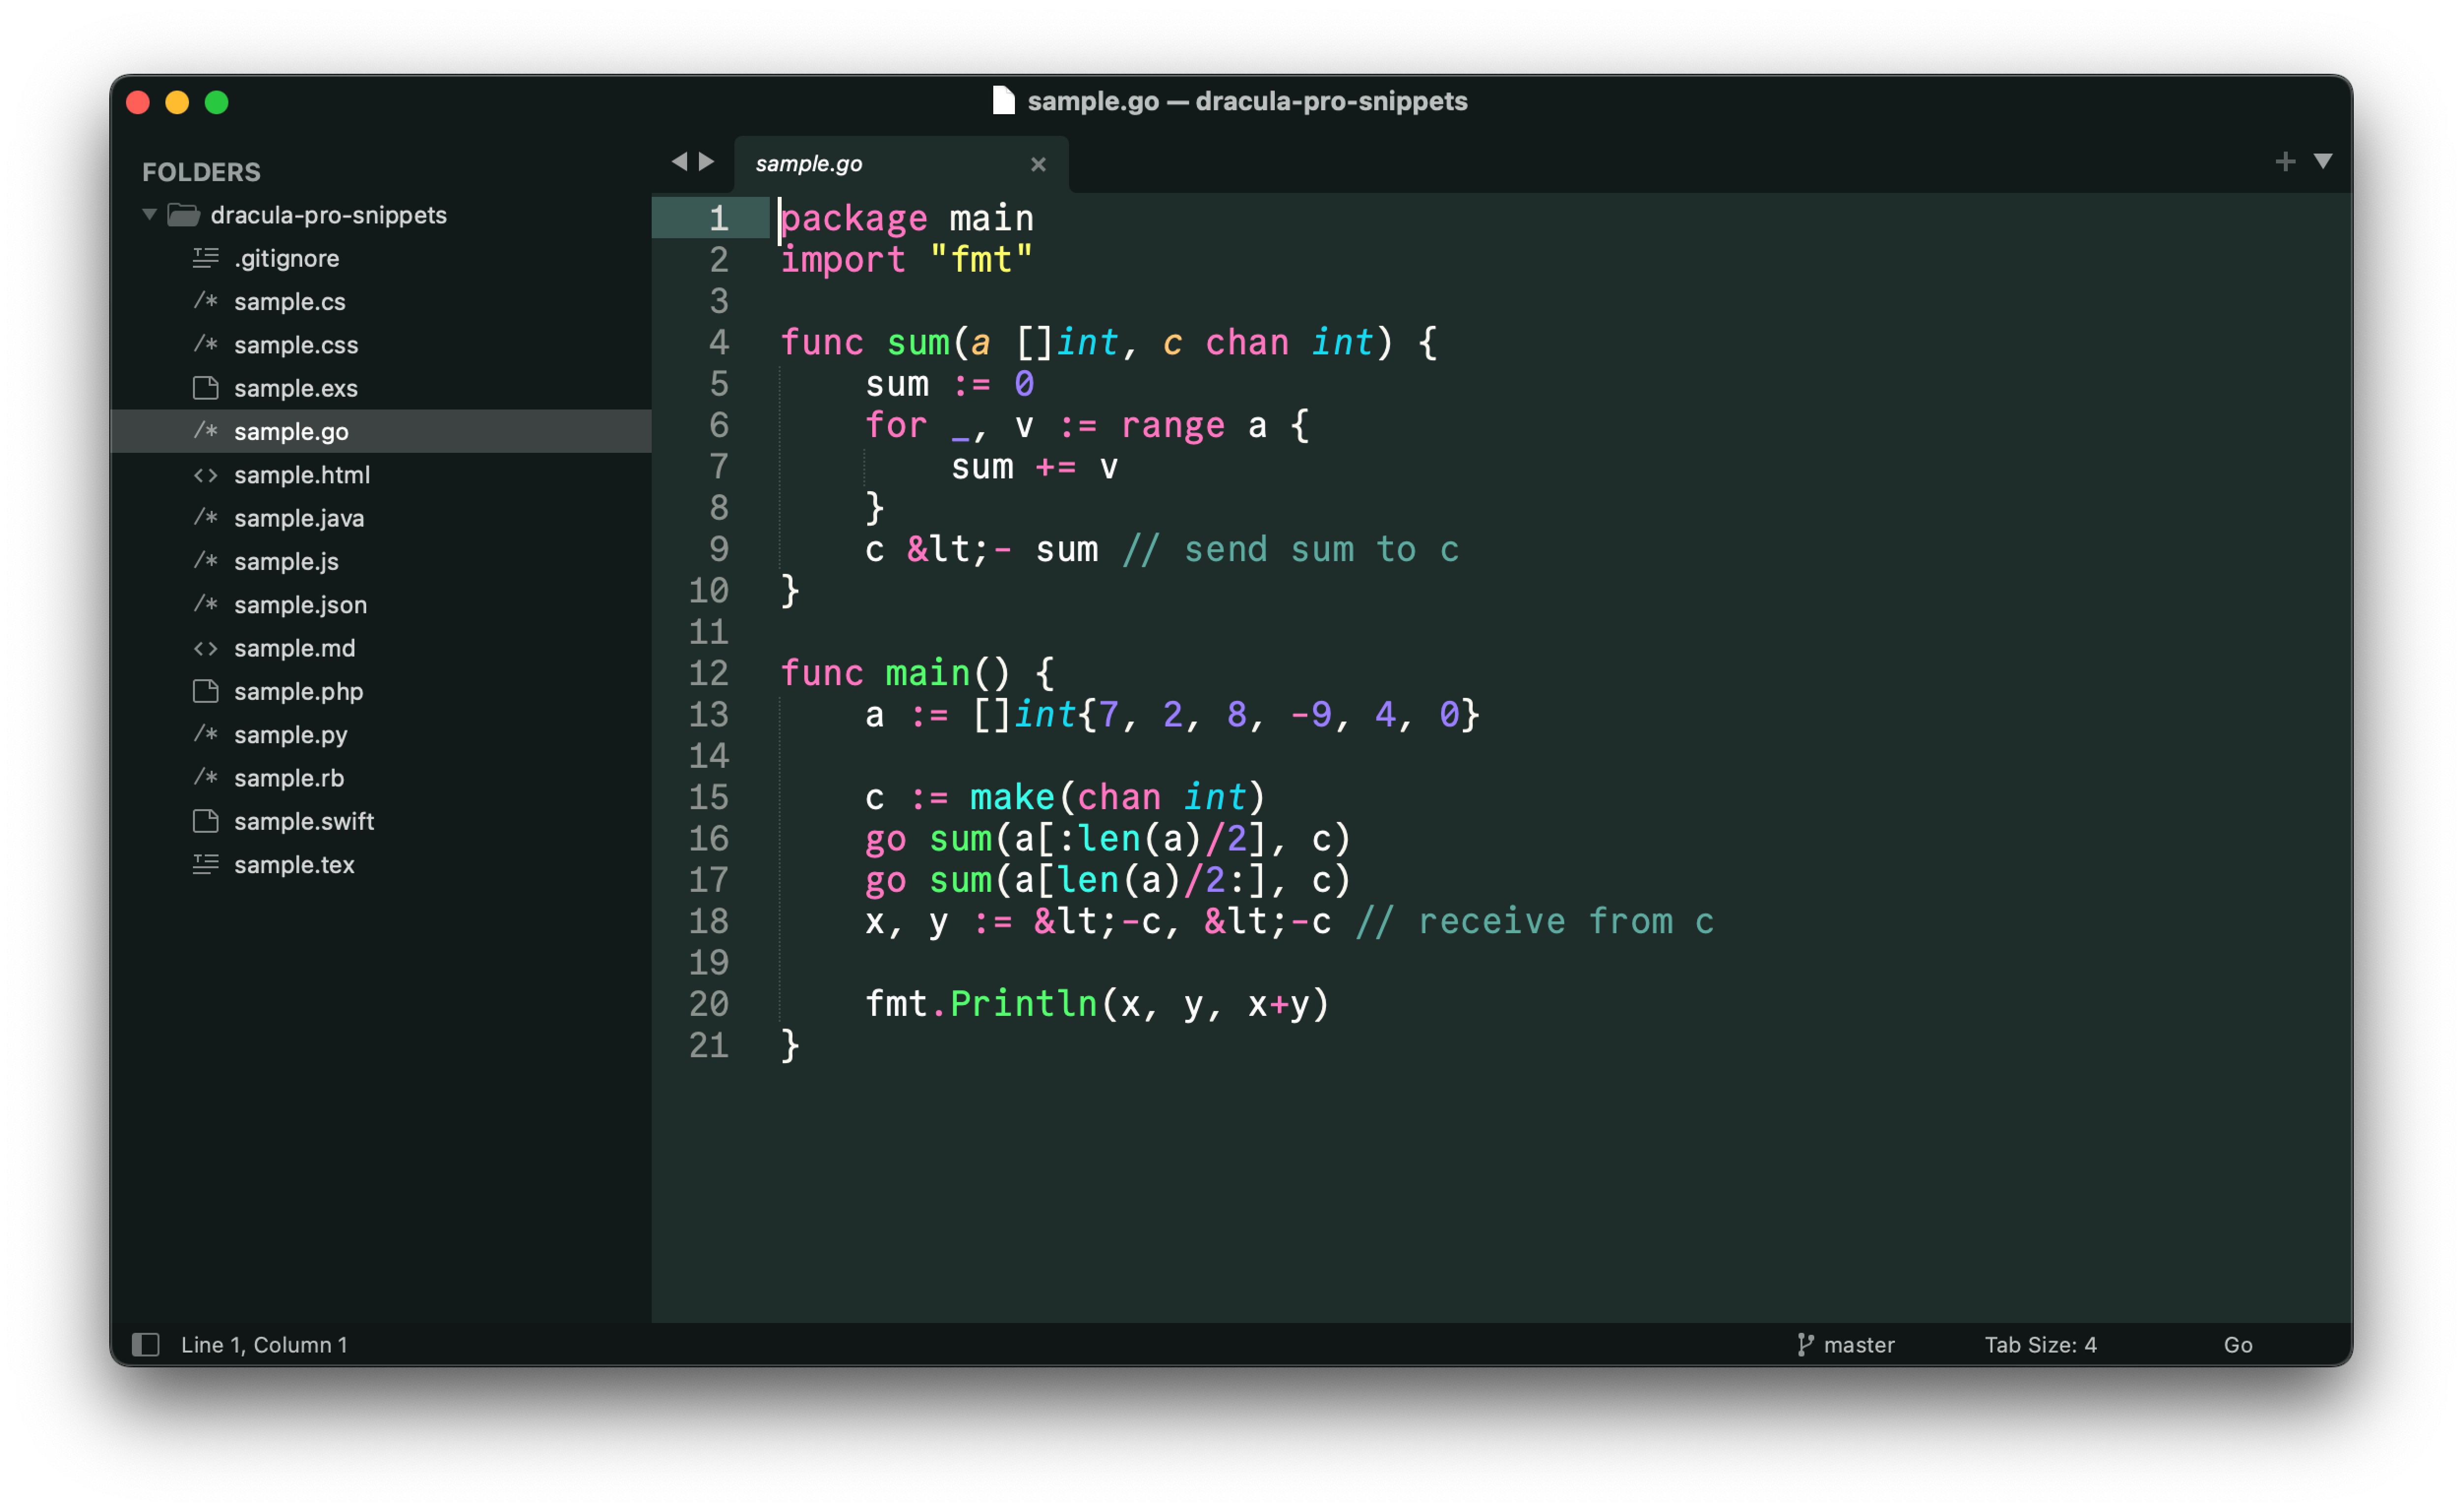 sample.go — dracula-pro-snippets
FOLDERS
dracula-pro-snippets
.gitignore
sample.cs
sample.css
sample.exs
sample.go
sample.html
sample.java
sample.js
sample.json
sample.md
sample.php
sample.py
sample.rb
sample.swift
sample.tex
sample.go ×
1 package main
2 import "fmt"
3
4 func sum(a []int, c chan int) {
5     sum := 0
6     for _, v := range a {
7         sum += v
8     }
9     c &lt;- sum // send sum to c
10 }
11
12 func main() {
13     a := []int{7, 2, 8, -9, 4, 0}
14
15     c := make(chan int)
16     go sum(a[:len(a)/2], c)
17     go sum(a[len(a)/2:], c)
18     x, y := &lt;-c, &lt;-c // receive from c
19
20     fmt.Println(x, y, x+y)
21 }
Line 1, Column 1
master
Tab Size: 4
Go